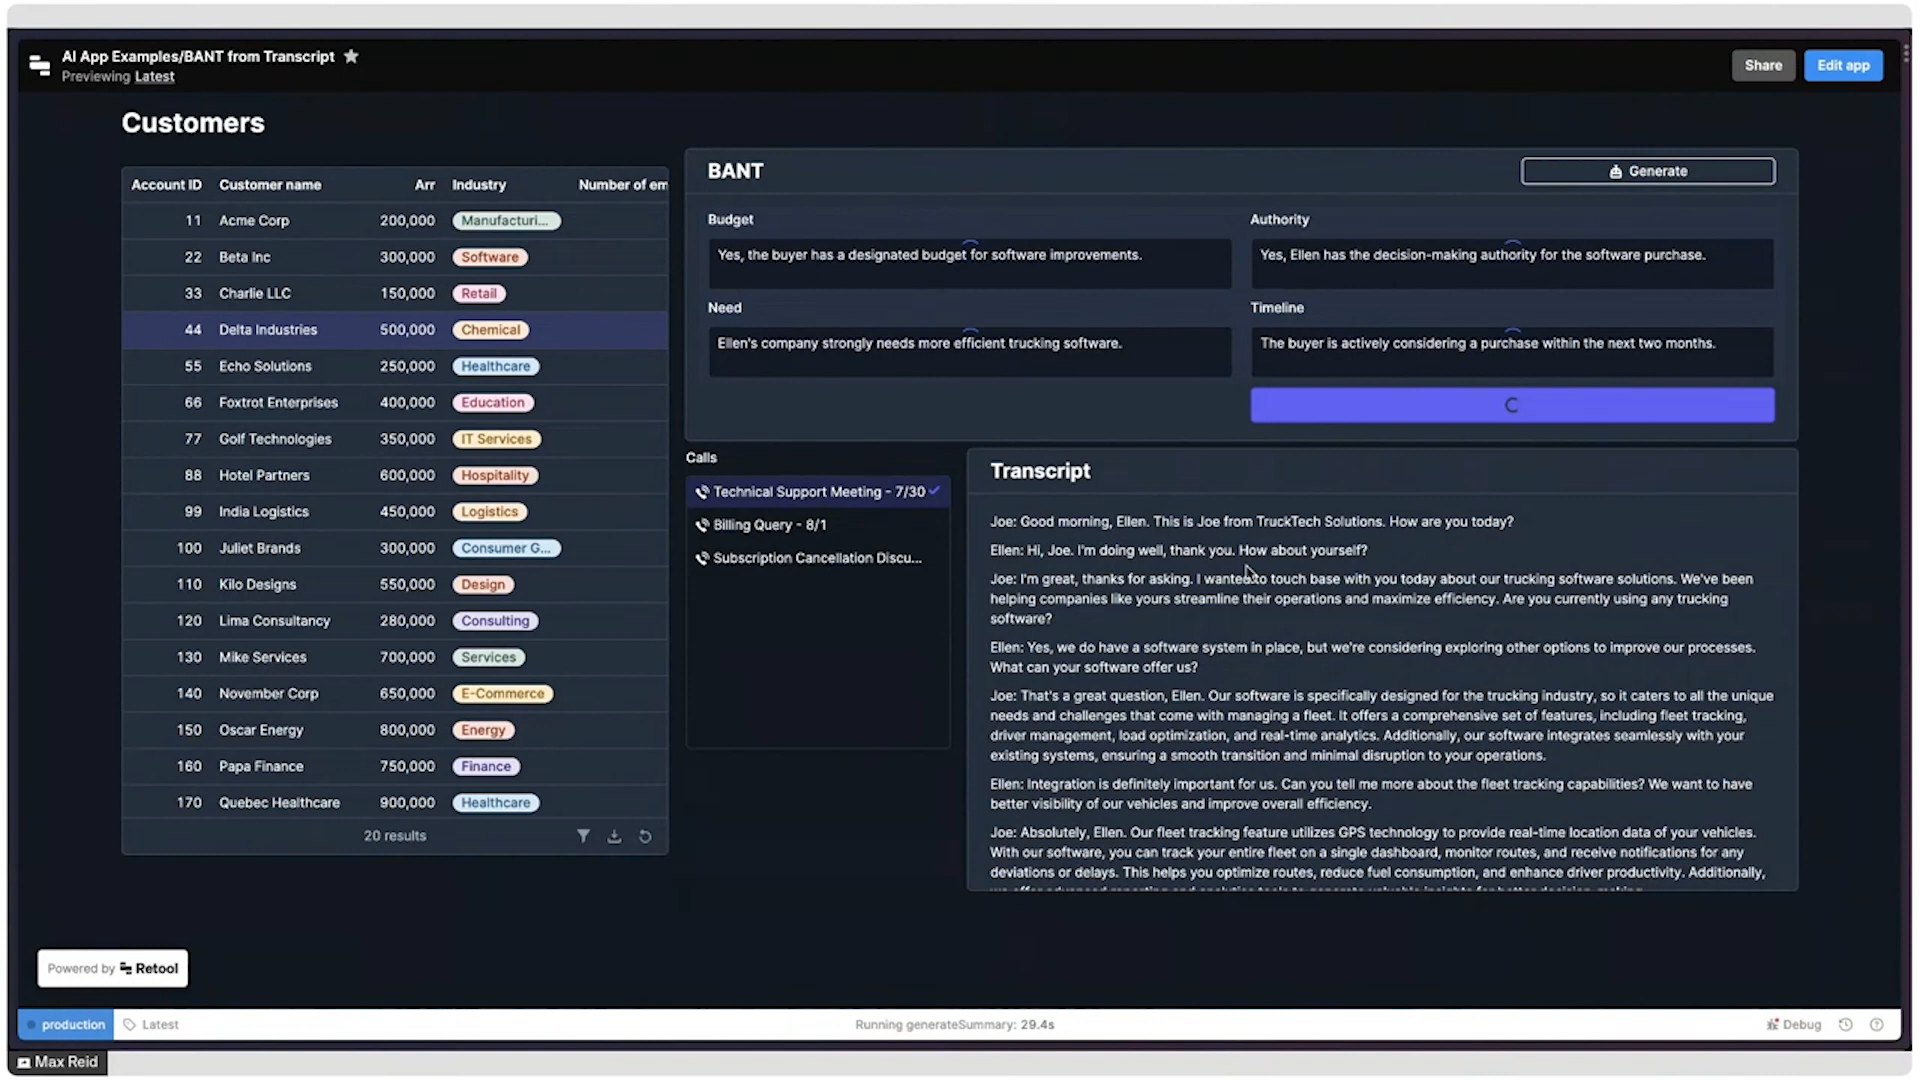 AI App Examples/BANT from Transcript
Previewing Latest
Share
Edit app
Customers
Account ID Customer name Arr Industry Number of em
11 Acme Corp 200,000 Manufacturi...
22 Beta Inc 300,000 Software
33 Charlie LLC 150,000 Retail
44 Delta Industries 500,000 Chemical
55 Echo Solutions 250,000 Healthcare
66 Foxtrot Enterprises 400,000 Education
77 Golf Technologies 350,000 IT Services
88 Hotel Partners 600,000 Hospitality
99 India Logistics 450,000 Logistics
100 Juliet Brands 300,000 Consumer G...
110 Kilo Designs 550,000 Design
120 Lima Consultancy 280,000 Consulting
130 Mike Services 700,000 Services
140 November Corp 650,000 E-Commerce
150 Oscar Energy 800,000 Energy
160 Papa Finance 750,000 Finance
170 Quebec Healthcare 900,000 Healthcare
20 results
BANT
Generate
Budget
Yes, the buyer has a designated budget for software improvements.
Authority
Yes, Ellen has the decision-making authority for the software purchase.
Need
Ellen's company strongly needs more efficient trucking software.
Timeline
The buyer is actively considering a purchase within the next two months.
Calls
Technical Support Meeting - 7/30
Billing Query - 8/1
Subscription Cancellation Discu...
Transcript
Joe: Good morning, Ellen. This is Joe from TruckTech Solutions. How are you today?
Ellen: Hi, Joe. I'm doing well, thank you. How about yourself?
Joe: I'm great, thanks for asking. I wanted to touch base with you today about our trucking software solutions. We've been
helping companies like yours streamline their operations and maximize efficiency. Are you currently using any trucking
software?
Ellen: Yes, we do have a software system in place, but we're considering exploring other options to improve our processes.
What can your software offer us?
Joe: That's a great question, Ellen. Our software is specifically designed for the trucking industry, so it caters to all the unique
needs and challenges that come with managing a fleet. It offers a comprehensive set of features, including fleet tracking,
driver management, load optimization, and real-time analytics. Additionally, our software integrates seamlessly with your
existing systems, ensuring a smooth transition and minimal disruption to your operations.
Ellen: Integration is definitely important for us. Can you tell me more about the fleet tracking capabilities? We want to have
better visibility of our vehicles and improve overall efficiency.
Joe: Absolutely, Ellen. Our fleet tracking feature utilizes GPS technology to provide real-time location data of your vehicles.
With our software, you can track your entire fleet on a single dashboard, monitor routes, and receive notifications for any
deviations or delays. This helps you optimize routes, reduce fuel consumption, and enhance driver productivity. Additionally,
Powered by Retool
production
Latest
Running generateSummary: 29.4s
Debug
Max Reid